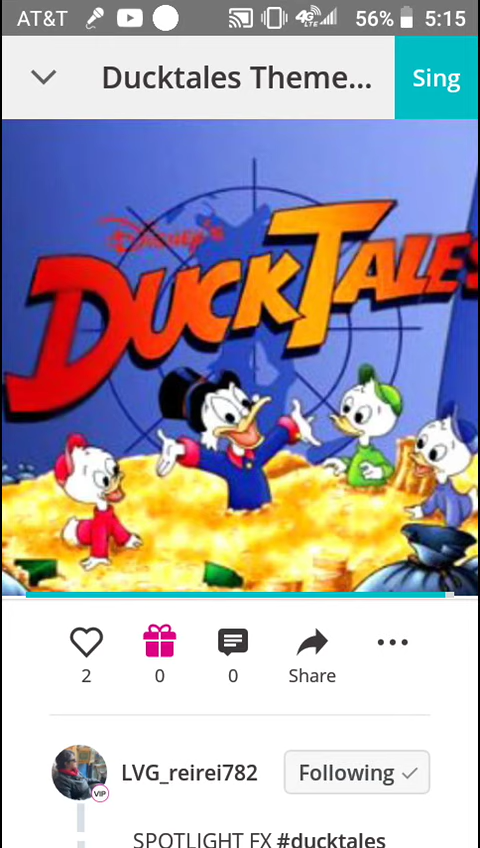 AT&T 4G LTE 56% 5:15
Ducktales Theme... Sing
Disney's
DUCKTALES
2 0 0 Share
LVG_reirei782 Following
VIP
SPOTLIGHT FX #ducktales